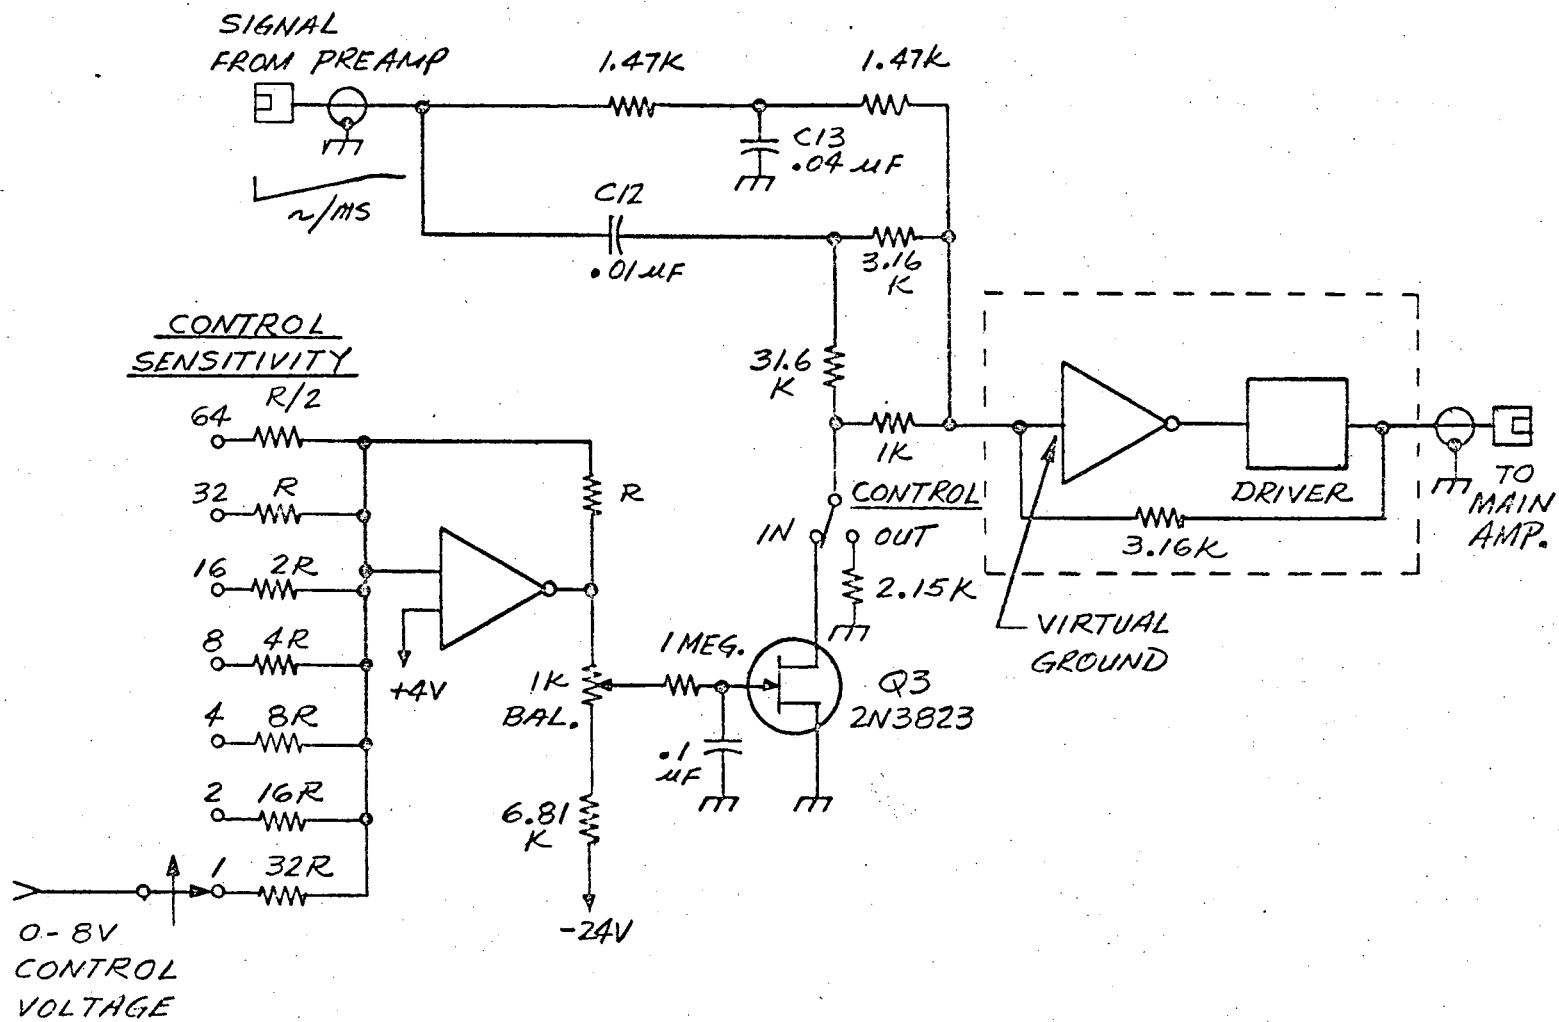 SIGNAL
FROM PREAMP
1.47K
1.47K
C13
.04 µF
~/MS
C12
.01 µF
3.16
K
CONTROL
SENSITIVITY
64
R/2
32
R
16
2R
8
4R
4
8R
2
16R
1
32R
0-8V
CONTROL
VOLTAGE
R
+4V
1K
BAL.
6.81
K
-24V
1 MEG.
.1
µF
31.6
K
1K
CONTROL
IN
OUT
2.15K
Q3
2N3823
DRIVER
3.16K
VIRTUAL
GROUND
TO
MAIN
AMP.